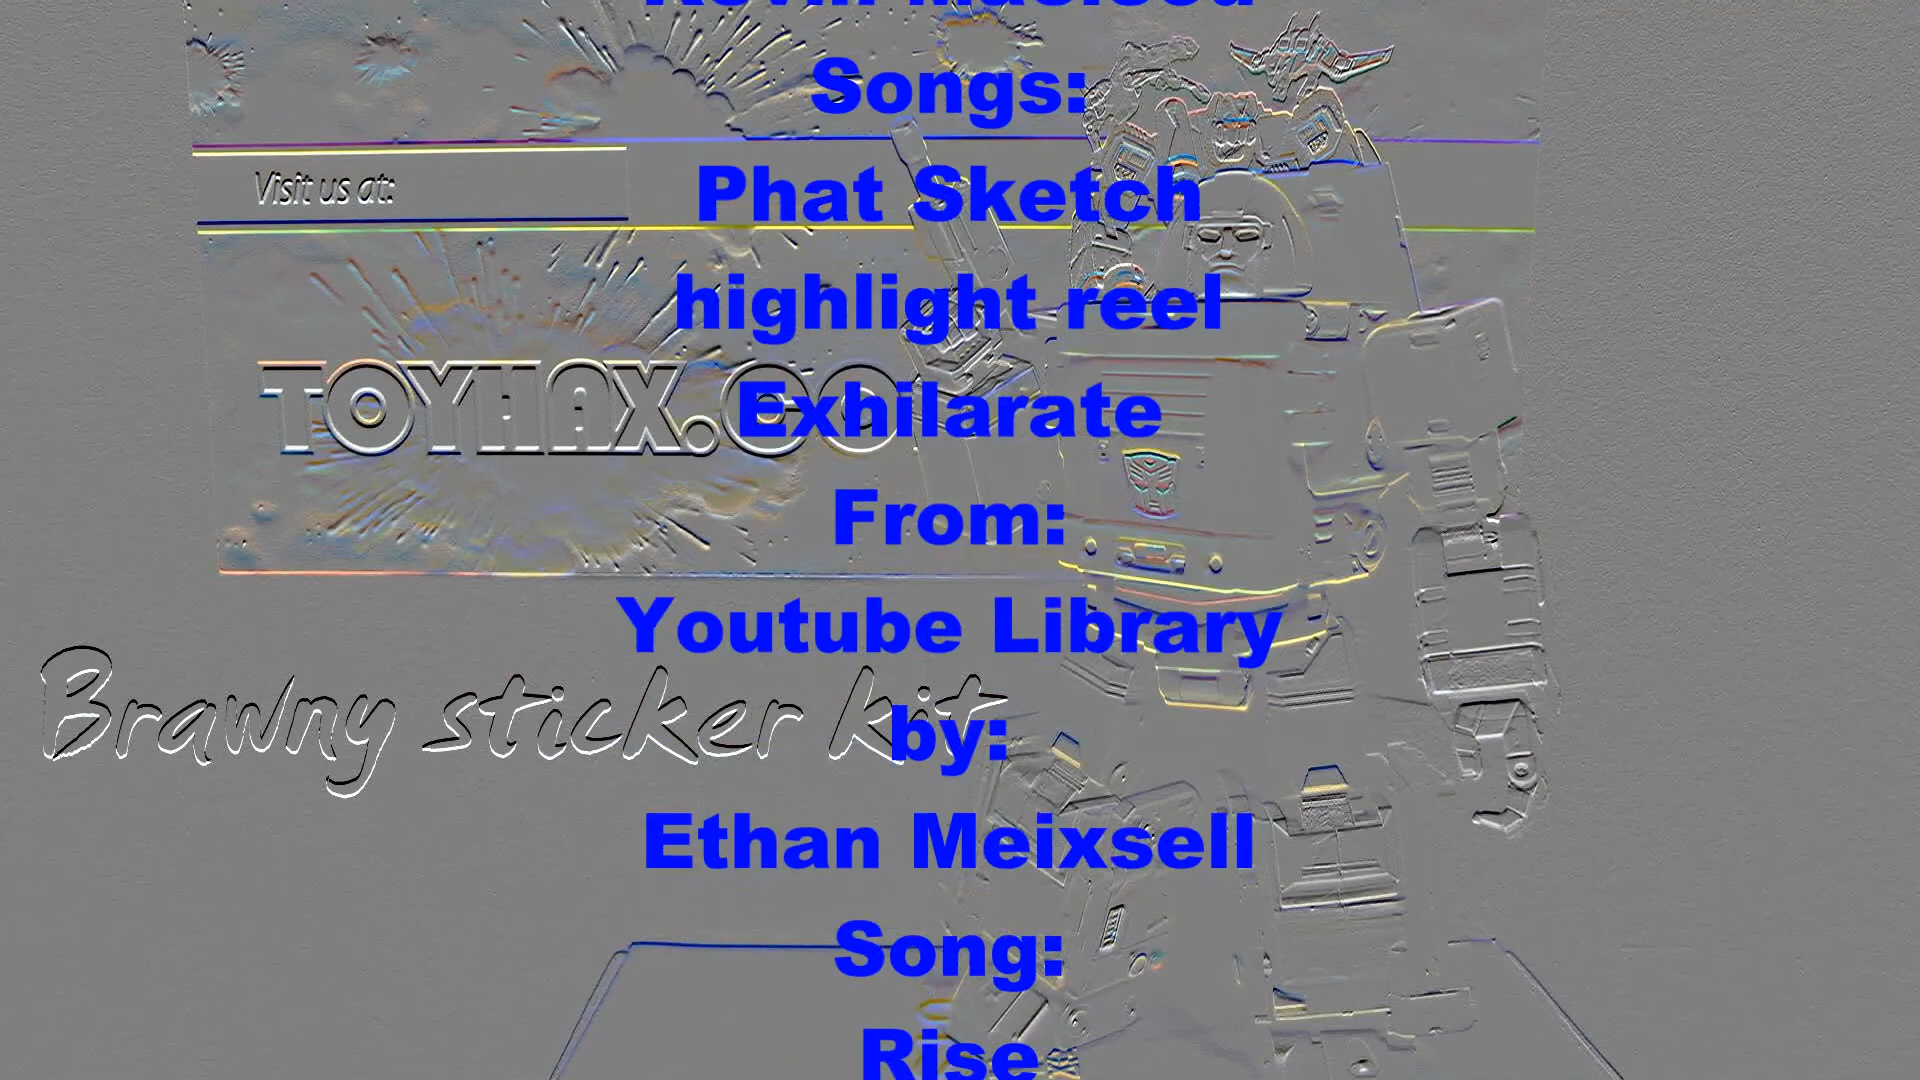 Songs:
Phat Sketch
highlight reel
Exhilarate
From:
Youtube Library
by:
Ethan Meixsell
Song:
Rise
Visit us at:
TOYHAX.CO
Brawny sticker kit